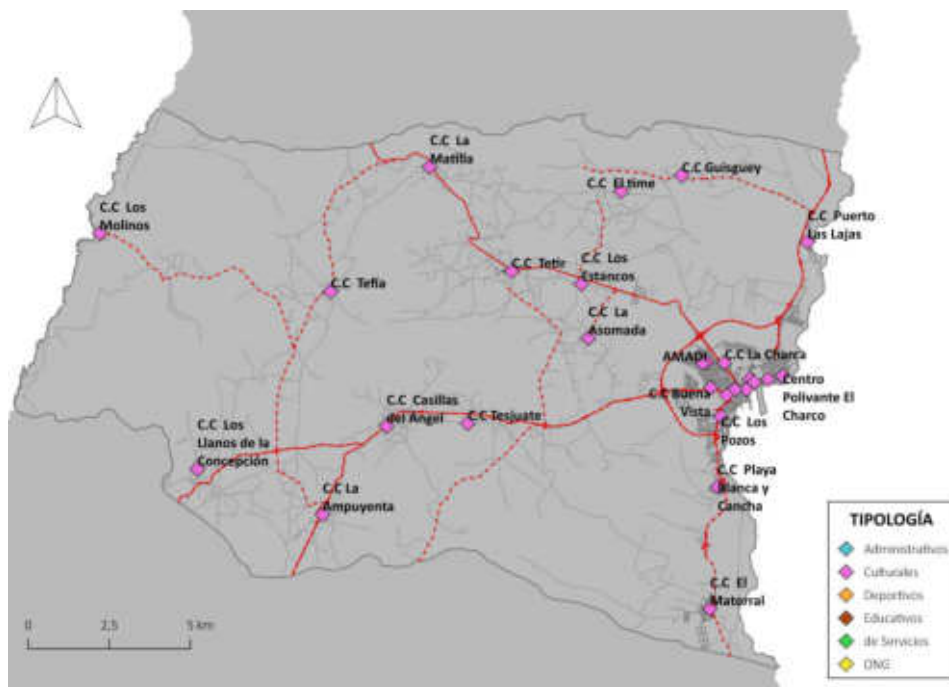 C.C La
Matilla
C.C Guisguey
C.C El time
C.C Los
Molinos
C.C Puerto
Las Lajas
C.C Tetir
C.C Los
Estancos
C.C Tefia
C.C La
Asomada
AMADI
C.C La Charca
Centro
Polivante El
Charco
C.C Buena
Vista
C.C Casillas
del Angel
C.C Tesjuate
C.C Los
Pozos
C.C Los
Llanos de la
Concepción
C.C Playa
Blanca y
Cancha
C.C La
Ampuyenta
C.C El
Matorral
TIPOLOGÍA
Administrativos
Culturales
Deportivos
Educativos
de Servicios
ONG
0 2,5 5 km